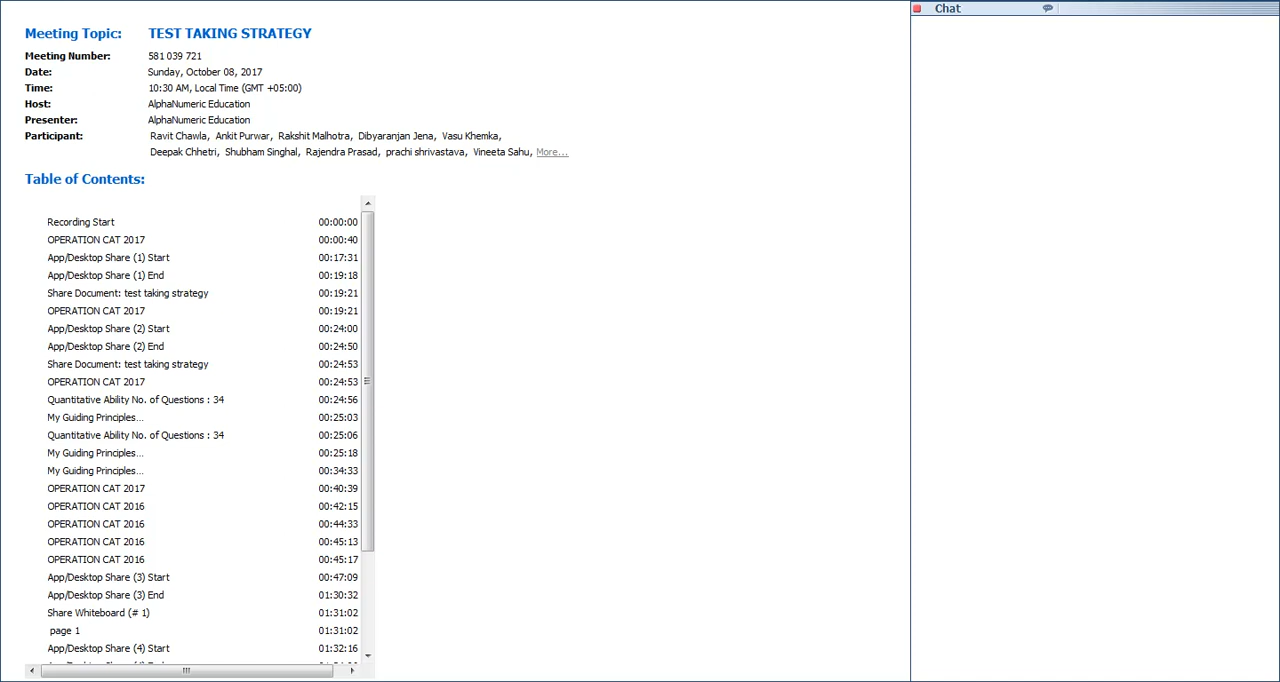 Chat
Meeting Topic: TEST TAKING STRATEGY
Meeting Number: 581 039 721
Date: Sunday, October 08, 2017
Time: 10:30 AM, Local Time (GMT +05:00)
Host: AlphaNumeric Education
Presenter: AlphaNumeric Education
Participant: Ravit Chawla, Ankit Purwar, Rakshit Malhotra, Dibyaranjan Jena, Vasu Khemka,
Deepak Chhetri, Shubham Singhal, Rajendra Prasad, prachi shrivastava, Vineeta Sahu, More...
Table of Contents:
Recording Start 00:00:00
OPERATION CAT 2017 00:00:40
App/Desktop Share (1) Start 00:17:31
App/Desktop Share (1) End 00:19:18
Share Document: test taking strategy 00:19:21
OPERATION CAT 2017 00:19:21
App/Desktop Share (2) Start 00:24:00
App/Desktop Share (2) End 00:24:50
Share Document: test taking strategy 00:24:53
OPERATION CAT 2017 00:24:53
Quantitative Ability No. of Questions : 34 00:24:56
My Guiding Principles... 00:25:03
Quantitative Ability No. of Questions : 34 00:25:06
My Guiding Principles... 00:25:18
My Guiding Principles... 00:34:33
OPERATION CAT 2017 00:40:39
OPERATION CAT 2016 00:42:15
OPERATION CAT 2016 00:44:33
OPERATION CAT 2016 00:45:13
OPERATION CAT 2016 00:45:17
App/Desktop Share (3) Start 00:47:09
App/Desktop Share (3) End 01:30:32
Share Whiteboard (# 1) 01:31:02
page 1 01:31:02
App/Desktop Share (4) Start 01:32:16